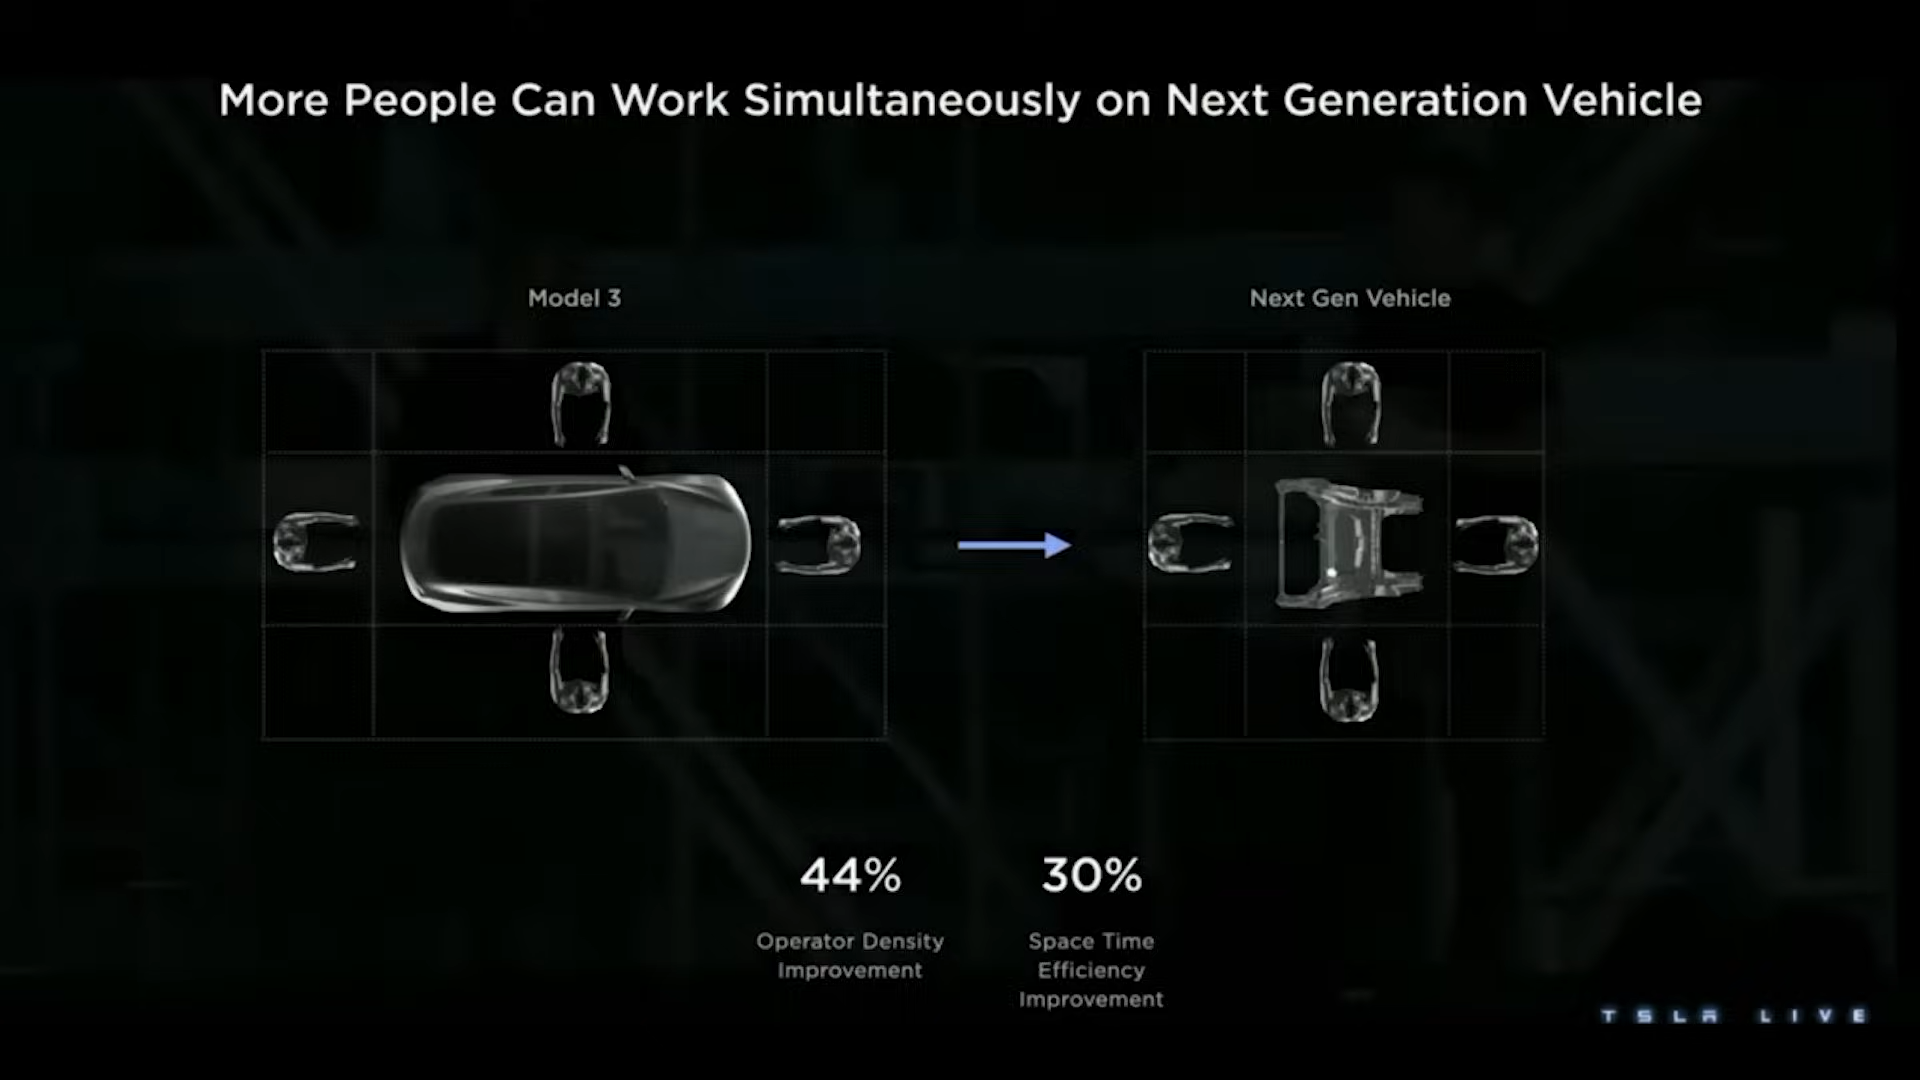 More People Can Work Simultaneously on Next Generation Vehicle
Model 3
Next Gen Vehicle
44%
Operator Density
Improvement
30%
Space Time
Efficiency
Improvement
TSLA LIVE